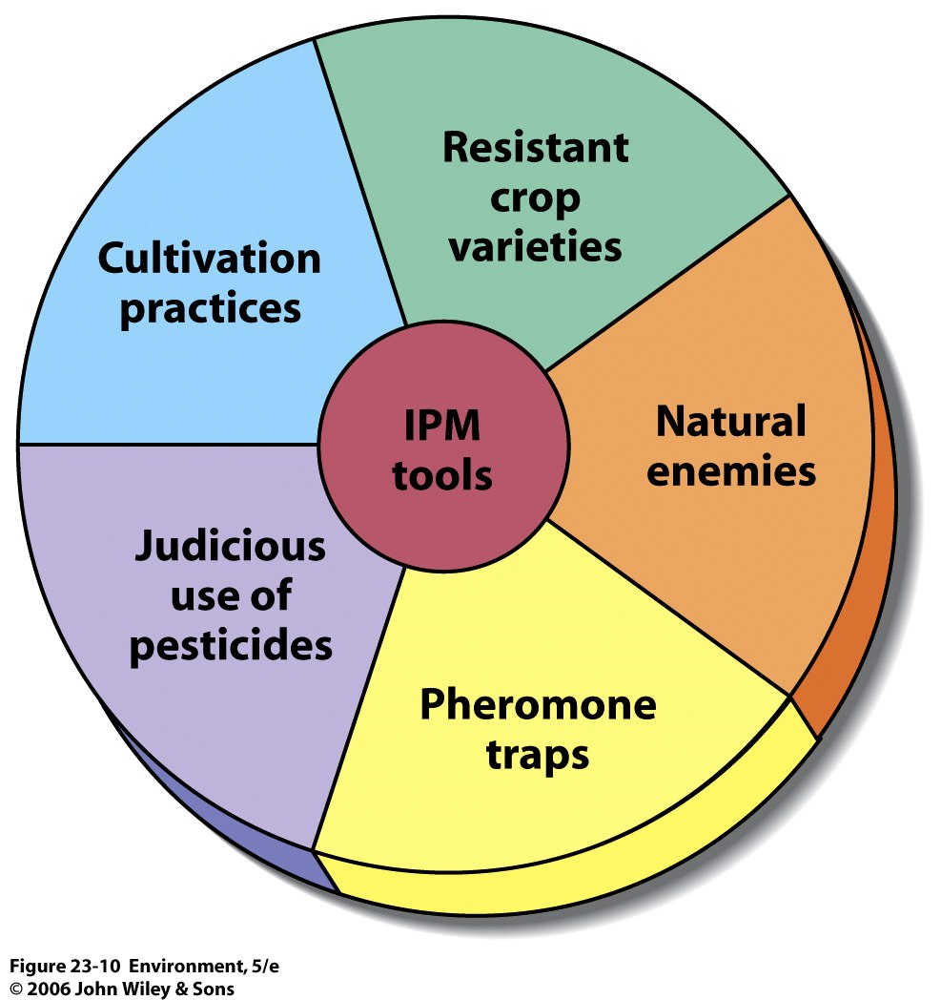 Resistant
crop
varieties
Cultivation
practices
IPM
tools
Natural
enemies
Judicious
use of
pesticides
Pheromone
traps
Figure 23-10 Environment, 5/e
© 2006 John Wiley & Sons